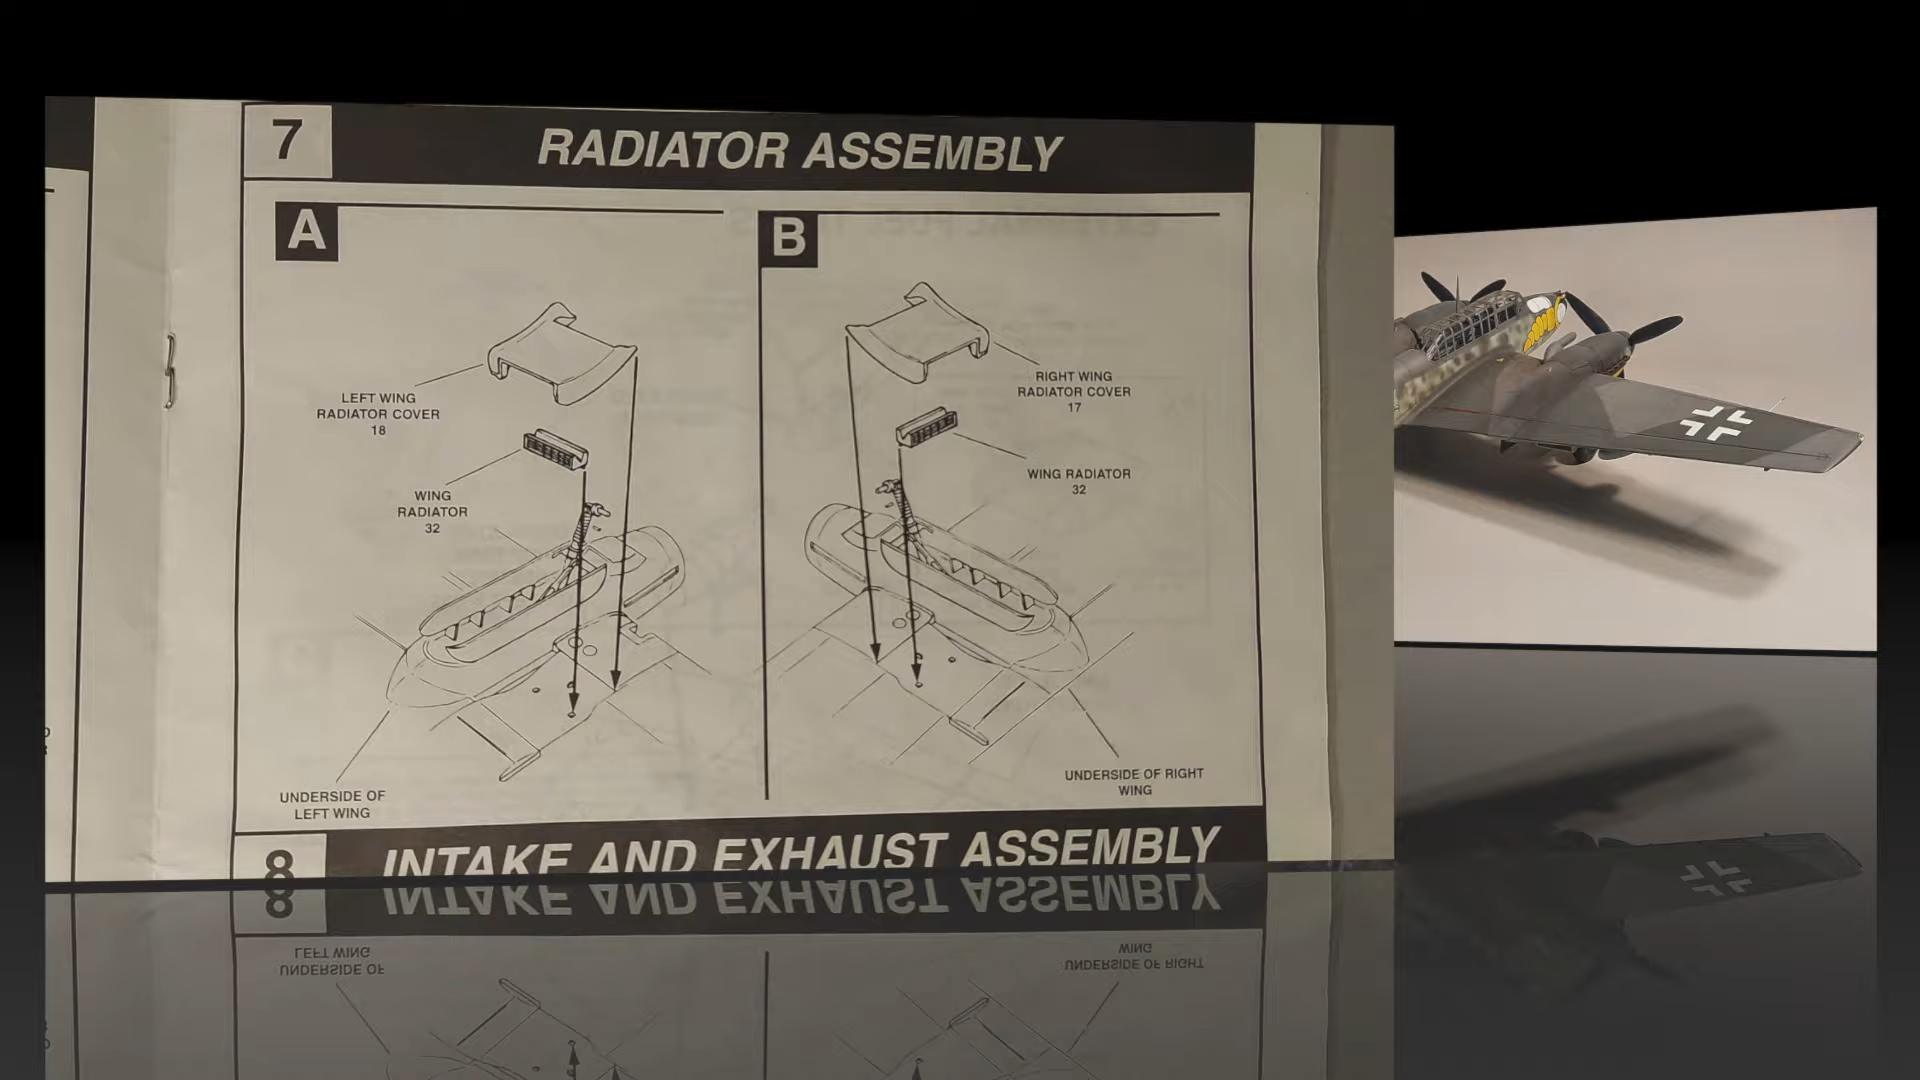 7
RADIATOR ASSEMBLY
A
LEFT WING
RADIATOR COVER
18
WING
RADIATOR
32
UNDERSIDE OF
LEFT WING
B
RIGHT WING
RADIATOR COVER
17
WING RADIATOR
32
UNDERSIDE OF RIGHT
WING
8
INTAKE AND EXHAUST ASSEMBLY